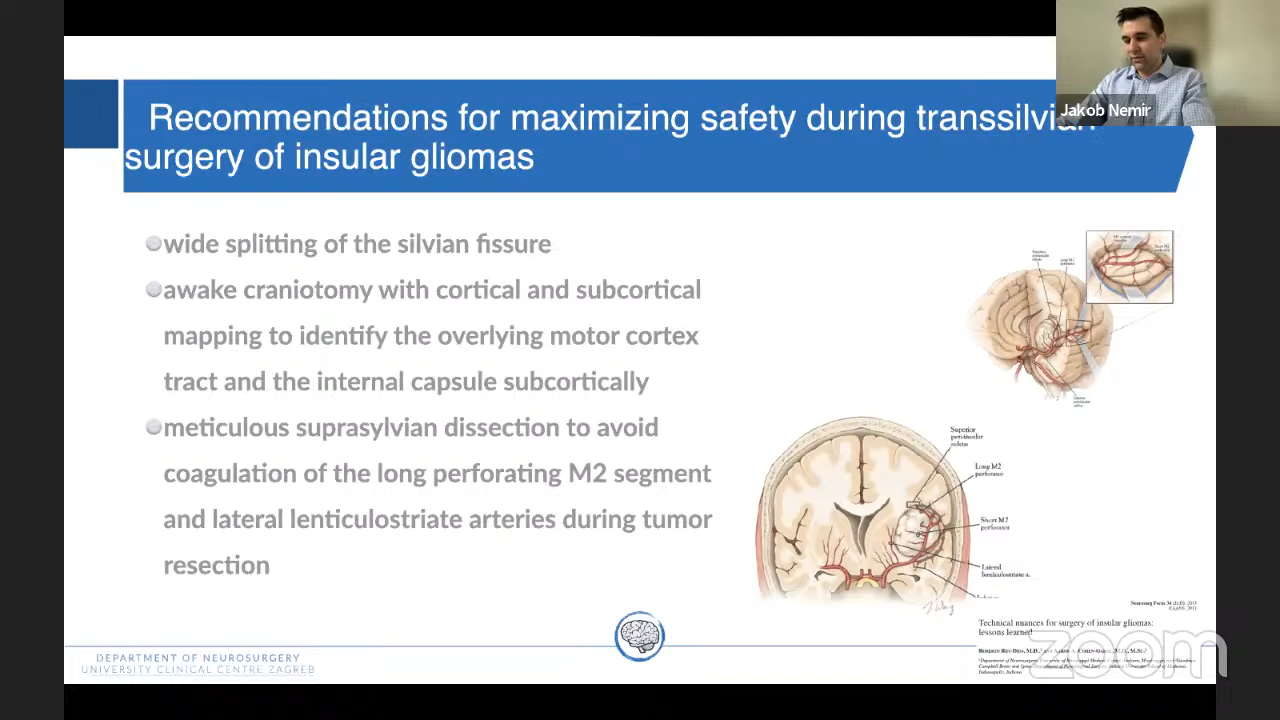 Jakob Nemir
Recommendations for maximizing safety during transsilvian
surgery of insular gliomas
wide splitting of the silvian fissure
awake craniotomy with cortical and subcortical
mapping to identify the overlying motor cortex
tract and the internal capsule subcortically
meticulous suprasylvian dissection to avoid
coagulation of the long perforating M2 segment
and lateral lenticulostriate arteries during tumor
resection
Superior
peri-insular
sulcus
Long M2
perforator
Short M2
perforator
Lateral
lenticulostriate a.
Technical nuances for surgery of insular gliomas:
lessons learned
zoom
DEPARTMENT OF NEUROSURGERY
UNIVERSITY CLINICAL CENTRE ZAGREB